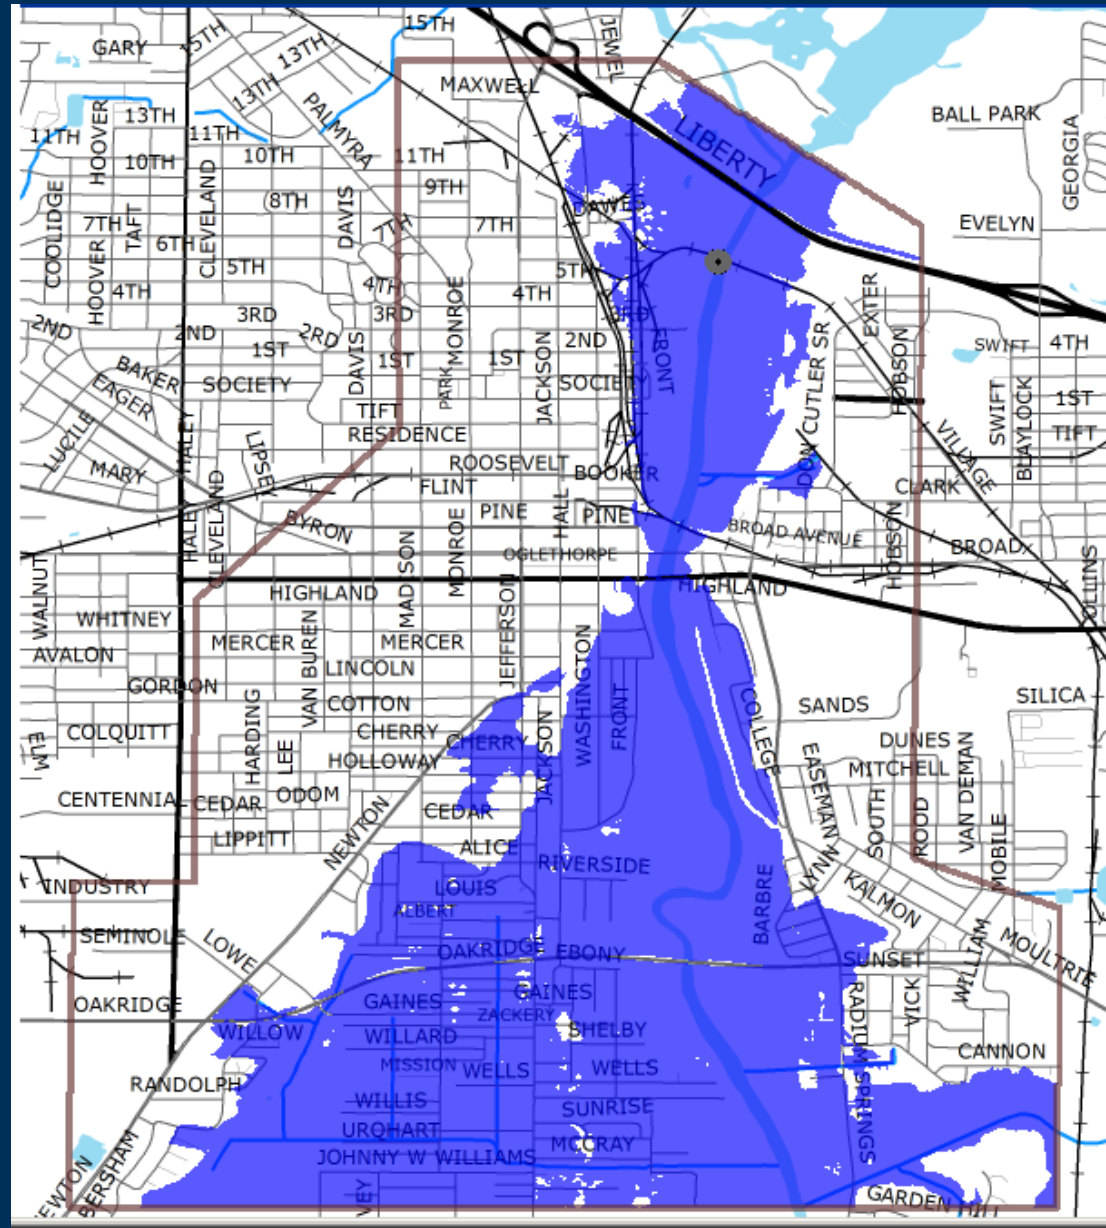 15TH
JEWEL
GARY
15TH
13TH
MAXWELL
13TH
PALMYRA
HOOVER
13TH
LIBERTY
BALL PARK
GEORGIA
11TH
11TH
10TH
10TH
11TH
COOLIDGE
CLEVELAND
8TH
DAVIS
9TH
DAWES
7TH
TAFT
6TH
7TH
7TH
EVELYN
HOOVER
5TH
4TH
4TH
5TH
4TH
EXTER
2ND
2ND
3RD
2RD
3RD
MONROE
3RD
1ST
DAVIS
1ST
PARK
1ST
2ND
JACKSON
FRONT
DON CUTLER SR
HOBSON
SWIFT
4TH
BAKER
EAGER
SOCIETY
SOCIETY
SWIFT
BLAYLOCK
1ST
TIFT
TIFT
LUCILE
HALEY
LIPSEY
RESIDENCE
VILLAGE
MARY
CLEVELAND
ROOSEVELT
BOOKER
FLINT
CLARK
HALL
PINE
PINE
HALEY
BYRON
MADISON
MONROE
OGLETHORPE
BROAD AVENUE
HOBSON
BROAD
WALNUT
HIGHLAND
HIGHLAND
WHITNEY
VAN BUREN
JEFFERSON
MERCER
MERCER
WASHINGTON
AVALON
LINCOLN
GORDON
HARDING
COTTON
FRONT
COLLEGE
SANDS
SILICA
COLQUITT
ELM
LEE
CHERRY
CHERRY
JACKSON
HOLLOWAY
EASEMAN
DUNES
MITCHELL
VAN DEMAN
CEDAR
ODOM
CEDAR
SOUTH
ROOD
MOBILE
LIPPITT
NEWTON
ALICE
RIVERSIDE
LYNN
INDUSTRY
LOUIS
ALBERT
BARBRE
KALMON
SEMINOLE
LOWE
OAKRIDGE
EBONY
SUNSET
WILLIAM
MOULTRIE
OAKRIDGE
GAINES
GAINES
ZACKERY
RADIUM SPRINGS
VICK
WILLOW
WILLARD
SHELBY
MISSION
WELLS
WELLS
CANNON
RANDOLPH
WILLIS
SUNRISE
URQHART
MCCRAY
JOHNNY W WILLIAMS